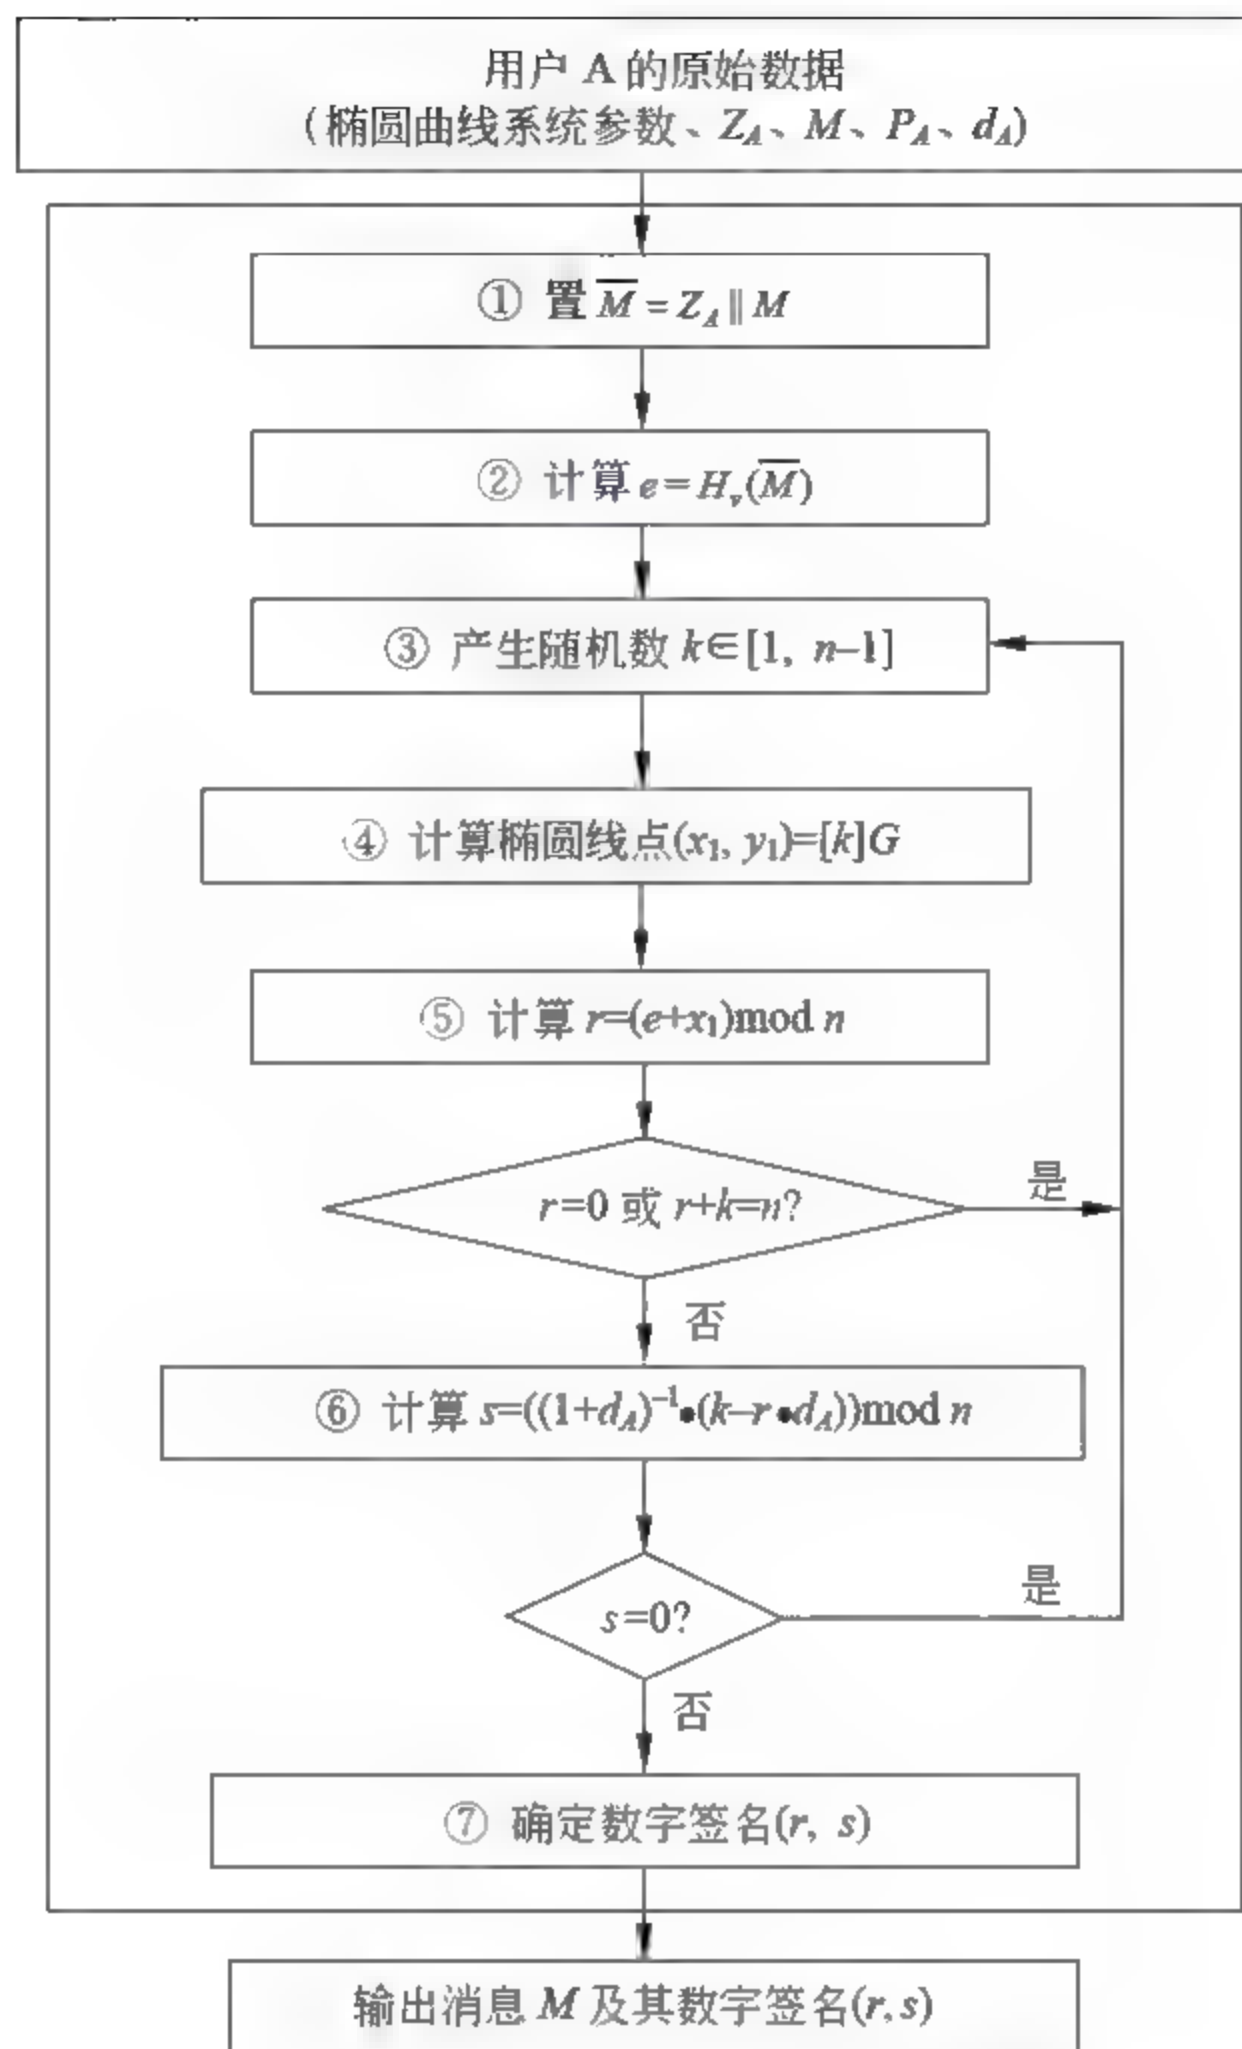 用户 A 的原始数据
(椭圆曲线系统参数、Z_A、M、P_A、d_A)
① 置 M̅ = Z_A ‖ M
② 计算 e = H_v(M̅)
③ 产生随机数 k∈[1, n–1]
④ 计算椭圆线点(x₁, y₁)=[k]G
⑤ 计算 r=(e+x₁)mod n
r=0 或 r+k=n?
是
否
⑥ 计算 s=((1+d_A)⁻¹•(k–r•d_A))mod n
s=0?
是
否
⑦ 确定数字签名(r, s)
输出消息 M 及其数字签名(r,s)